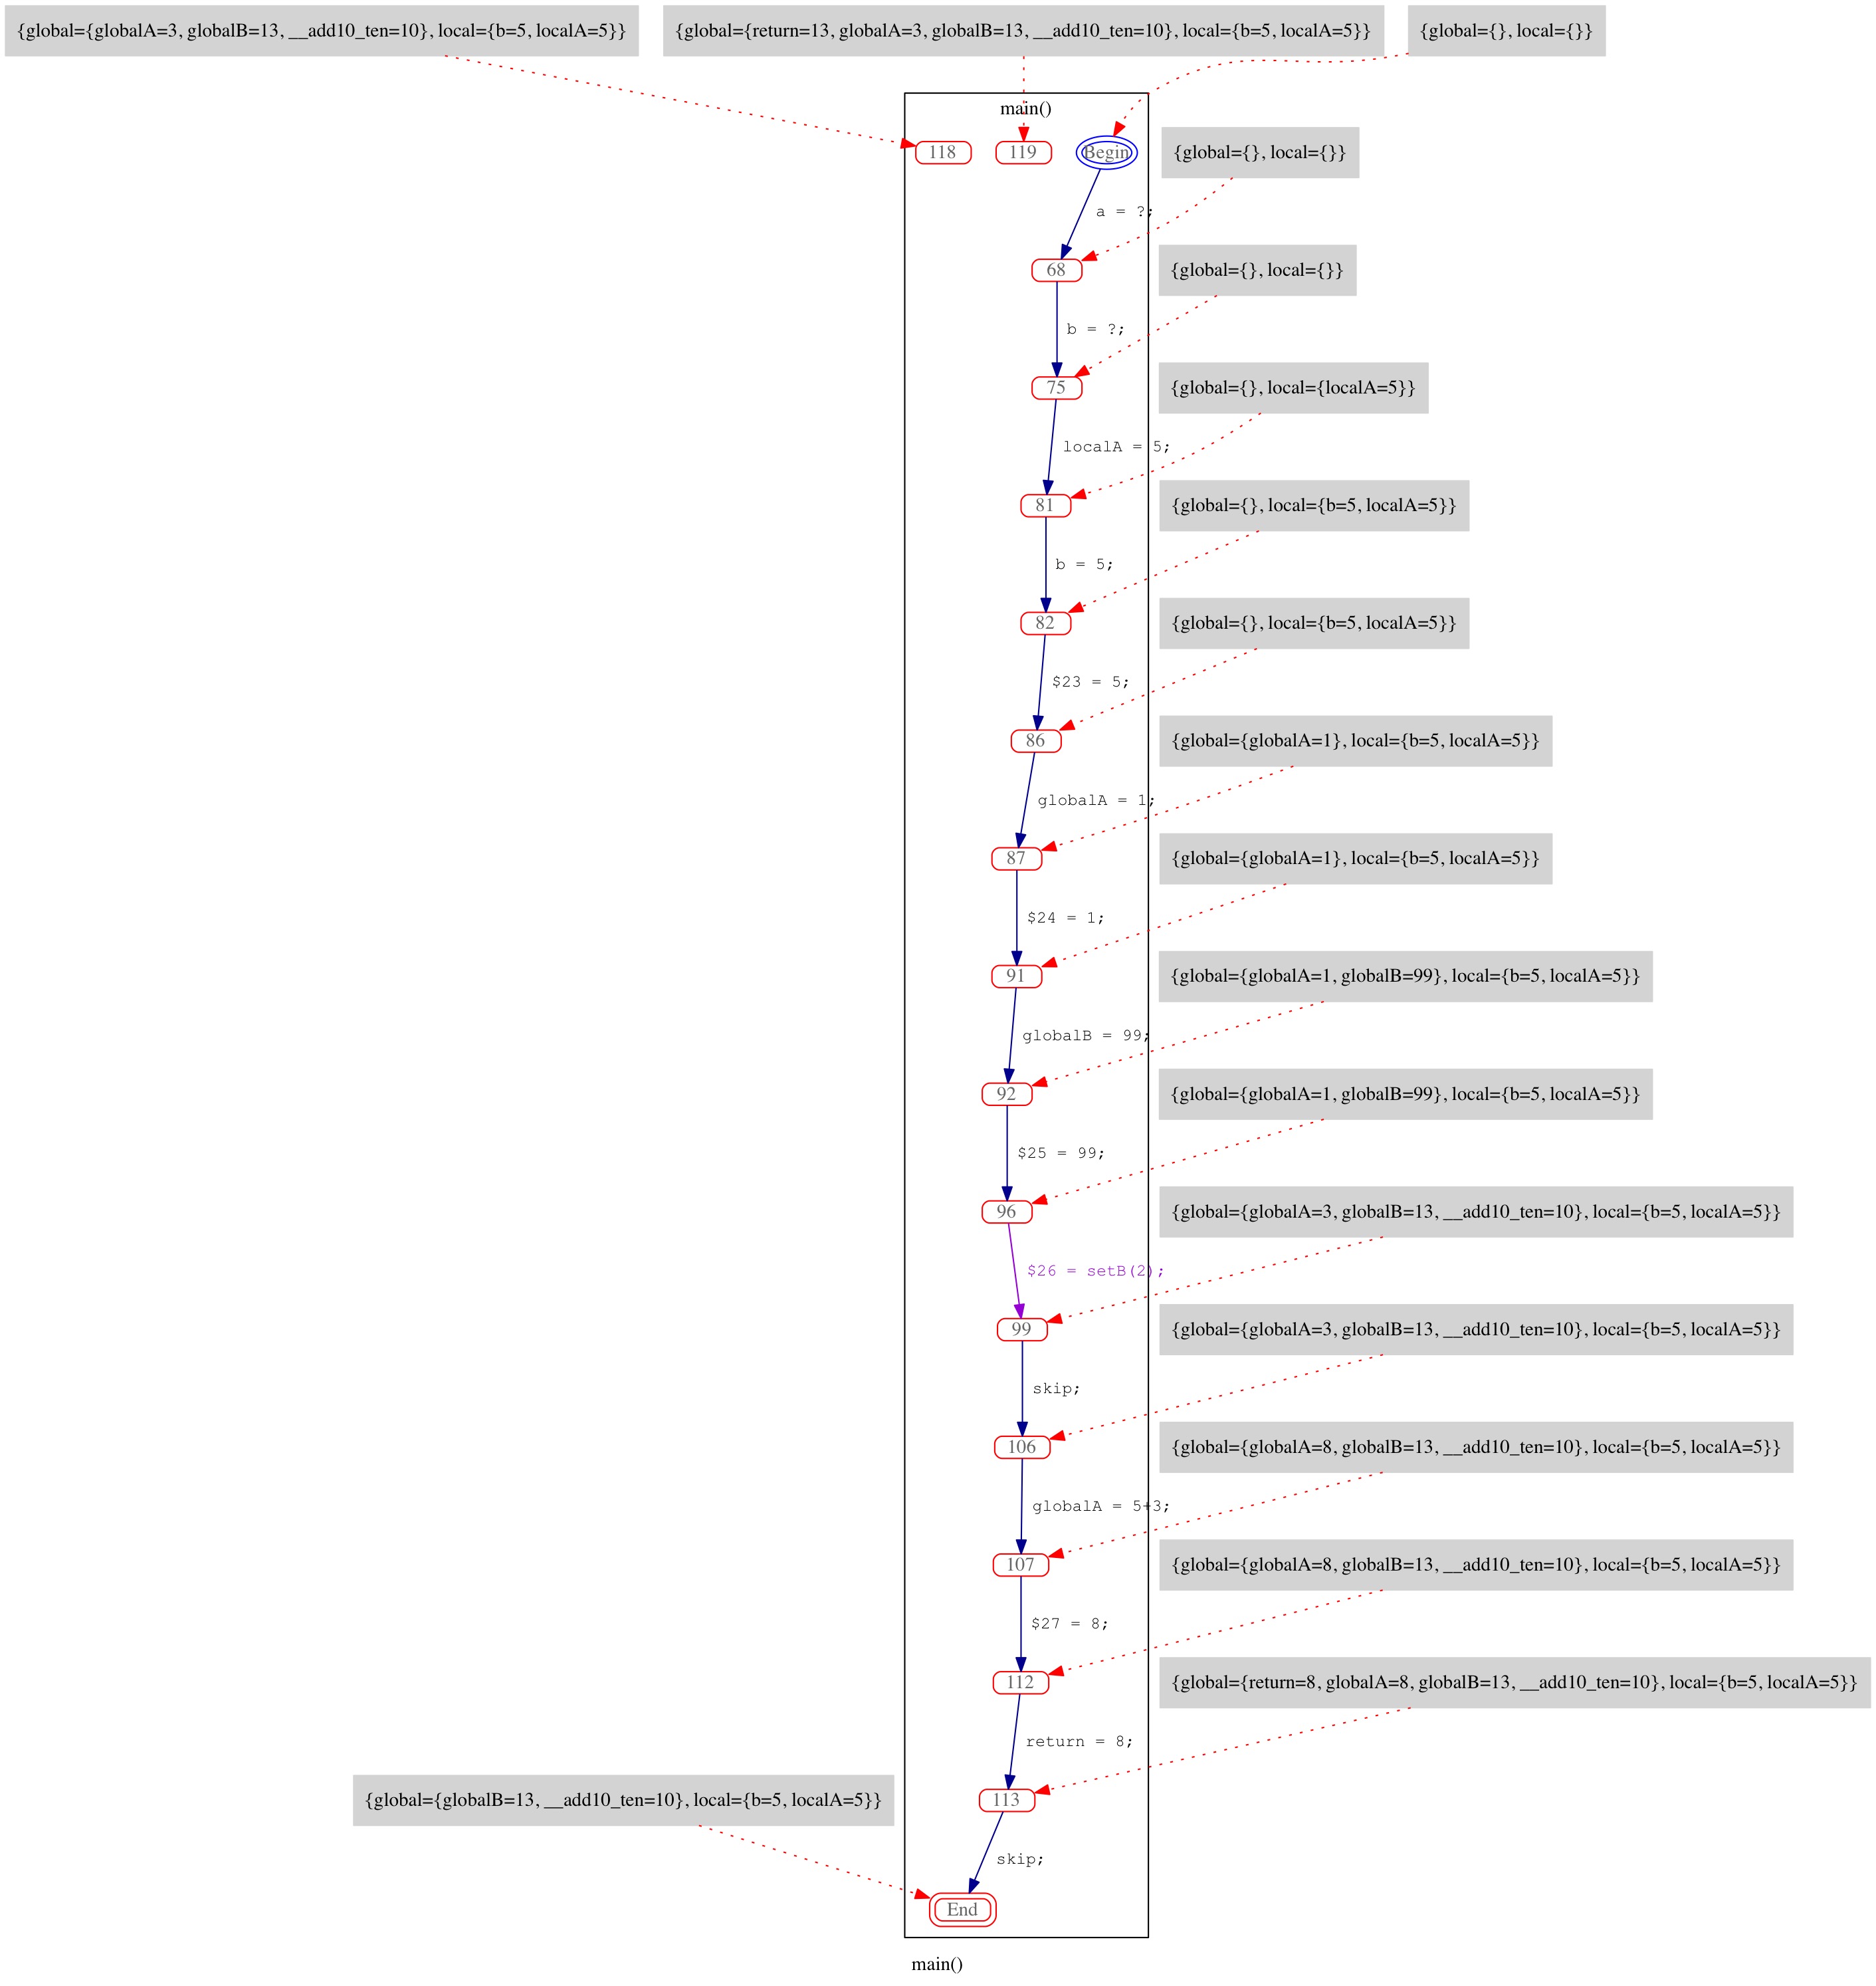 {global={globalA=3, globalB=13, __add10_ten=10}, local={b=5, localA=5}}
{global={return=13, globalA=3, globalB=13, __add10_ten=10}, local={b=5, localA=5}}
{global={}, local={}}
main()
118
119
Begin
{global={}, local={}}
a = ?;
68
{global={}, local={}}
b = ?;
75
{global={}, local={localA=5}}
localA = 5;
81
{global={}, local={b=5, localA=5}}
b = 5;
82
{global={}, local={b=5, localA=5}}
$23 = 5;
86
{global={globalA=1}, local={b=5, localA=5}}
globalA = 1;
87
{global={globalA=1}, local={b=5, localA=5}}
$24 = 1;
91
{global={globalA=1, globalB=99}, local={b=5, localA=5}}
globalB = 99;
92
{global={globalA=1, globalB=99}, local={b=5, localA=5}}
$25 = 99;
96
{global={globalA=3, globalB=13, __add10_ten=10}, local={b=5, localA=5}}
$26 = setB(2);
99
{global={globalA=3, globalB=13, __add10_ten=10}, local={b=5, localA=5}}
skip;
106
{global={globalA=8, globalB=13, __add10_ten=10}, local={b=5, localA=5}}
globalA = 5+3;
107
{global={globalA=8, globalB=13, __add10_ten=10}, local={b=5, localA=5}}
$27 = 8;
112
{global={return=8, globalA=8, globalB=13, __add10_ten=10}, local={b=5, localA=5}}
return = 8;
{global={globalB=13, __add10_ten=10}, local={b=5, localA=5}}
113
skip;
End
main()